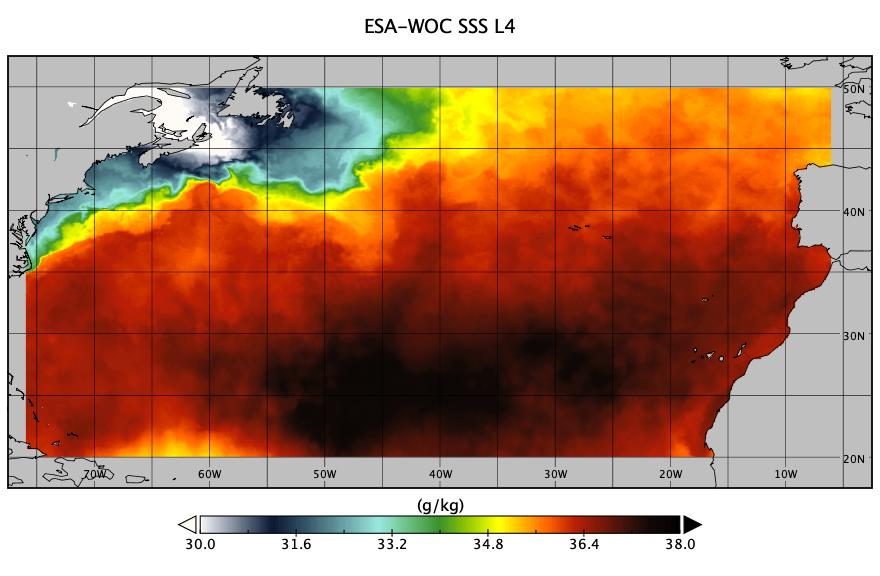 ESA-WOC SSS L4
50N
40N
30N
20N
70W 60W 50W 40W 30W 20W 10W
(g/kg)
30.0 31.6 33.2 34.8 36.4 38.0